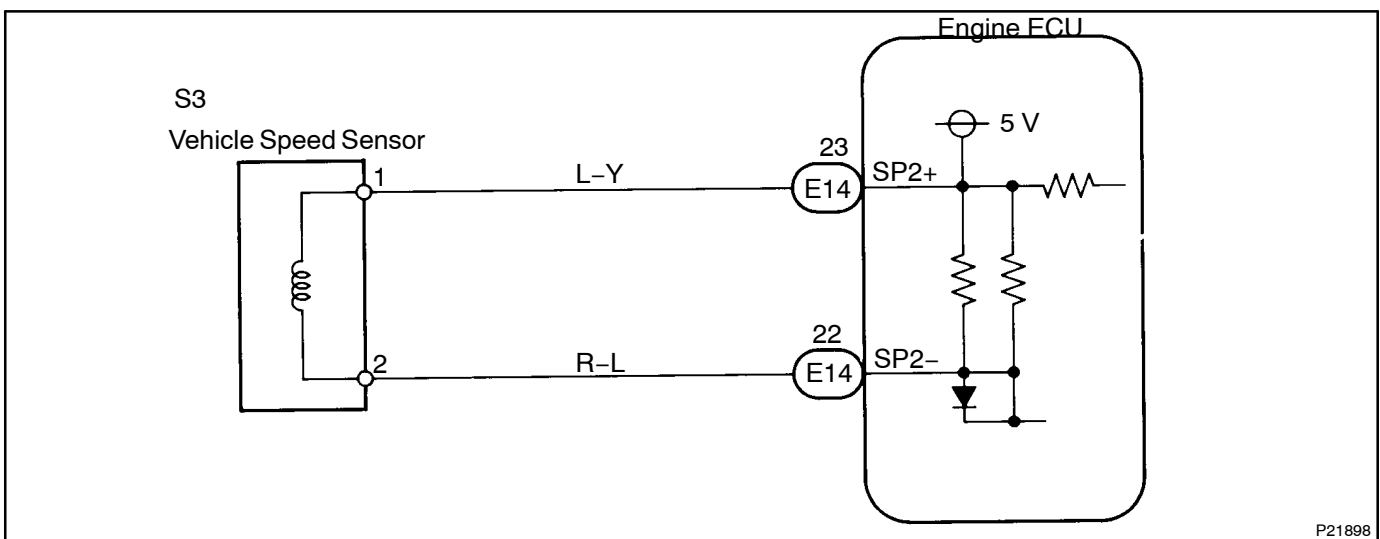 Engine ECU
S3
Vehicle Speed Sensor
5 V
1
L–Y
23
E14
SP2+
2
R–L
22
E14
SP2–
P21898